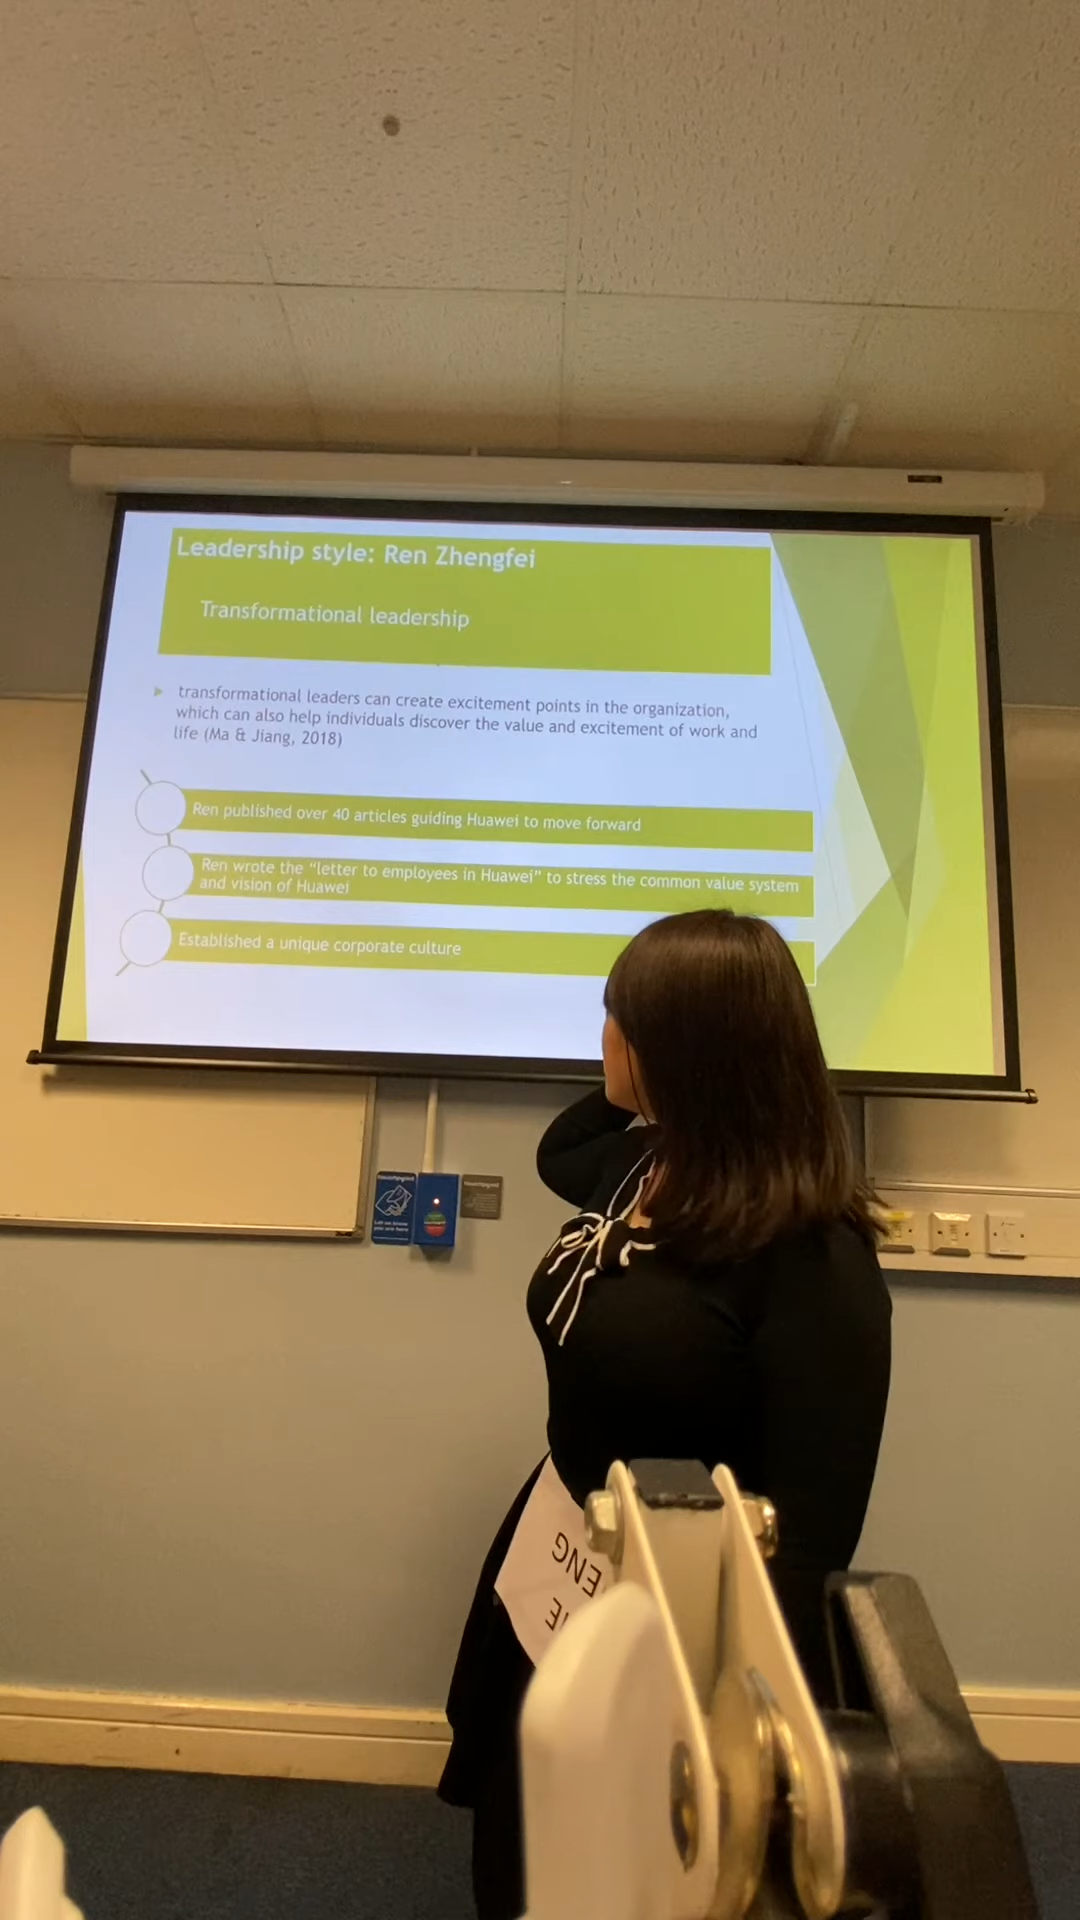 Leadership style: Ren Zhengfei
Transformational leadership
transformational leaders can create excitement points in the organization,
which can also help individuals discover the value and excitement of work and
life (Ma & Jiang, 2018)
Ren published over 40 articles guiding Huawei to move forward
Ren wrote the “letter to employees in Huawei” to stress the common value system
and vision of Huawei
Established a unique corporate culture
ENG